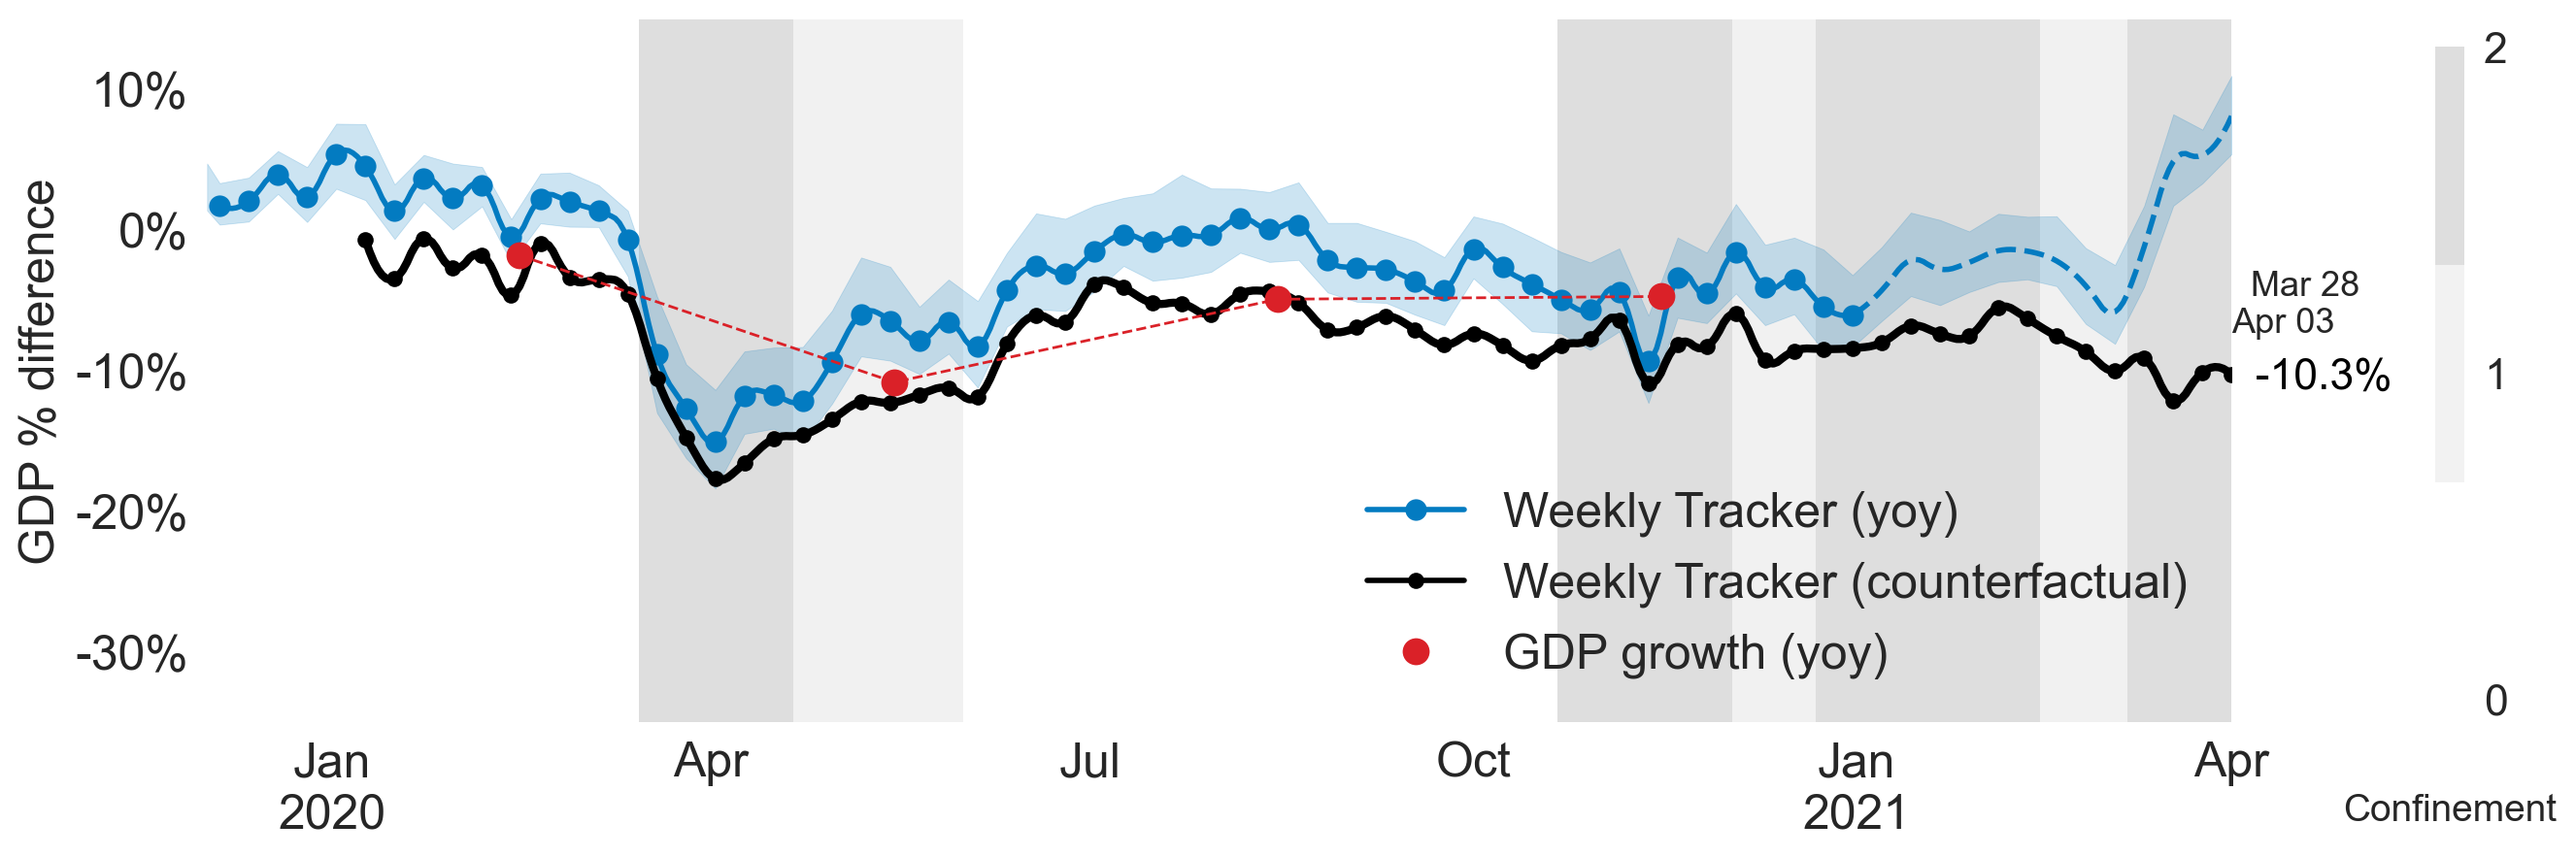 GDP % difference
10%
0%
-10%
-20%
-30%
Jan
2020
Apr
Jul
Oct
Jan
2021
Apr
Weekly Tracker (yoy)
Weekly Tracker (counterfactual)
GDP growth (yoy)
Mar 28
Apr 03
-10.3%
2
1
0
Confinement